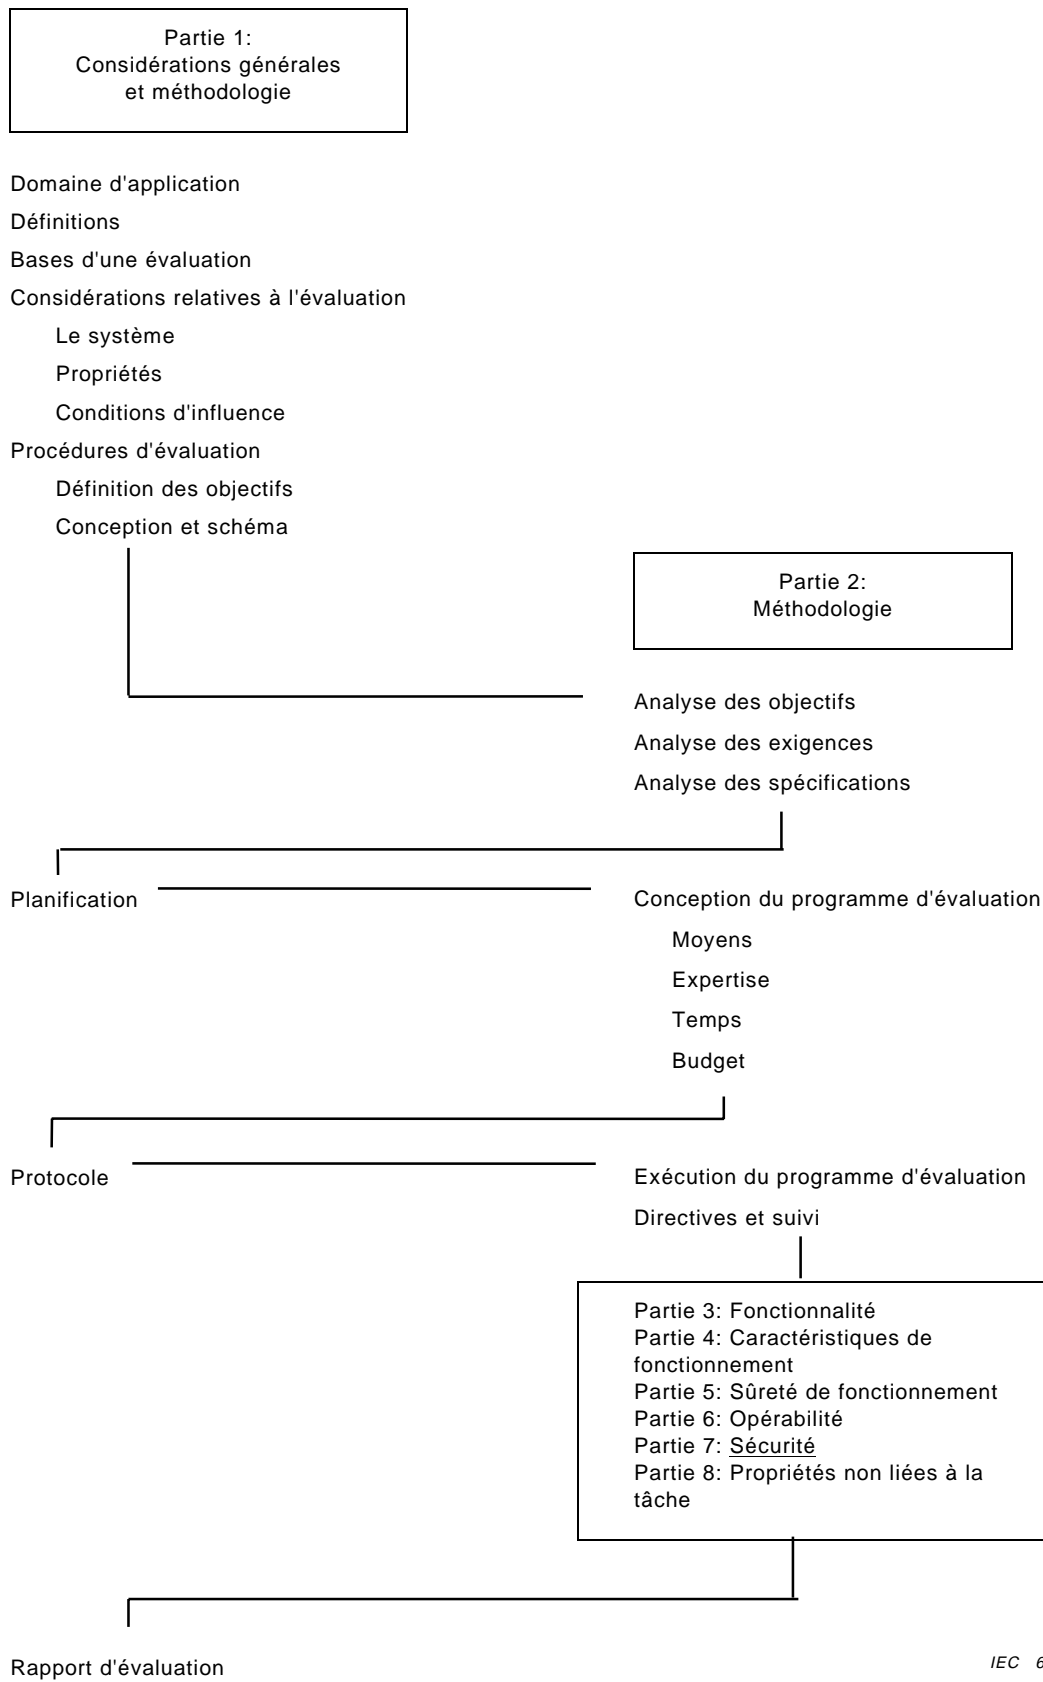 Partie 1:
Considérations générales
et méthodologie
Domaine d'application
Définitions
Bases d'une évaluation
Considérations relatives à l'évaluation
Le système
Propriétés
Conditions d'influence
Procédures d'évaluation
Définition des objectifs
Conception et schéma
Partie 2:
Méthodologie
Analyse des objectifs
Analyse des exigences
Analyse des spécifications
Planification
Conception du programme d'évaluation
Moyens
Expertise
Temps
Budget
Protocole
Exécution du programme d'évaluation
Directives et suivi
Partie 3: Fonctionnalité
Partie 4: Caractéristiques de
fonctionnement
Partie 5: Sûreté de fonctionnement
Partie 6: Opérabilité
Partie 7: Sécurité
Partie 8: Propriétés non liées à la
tâche
Rapport d'évaluation
IEC 6